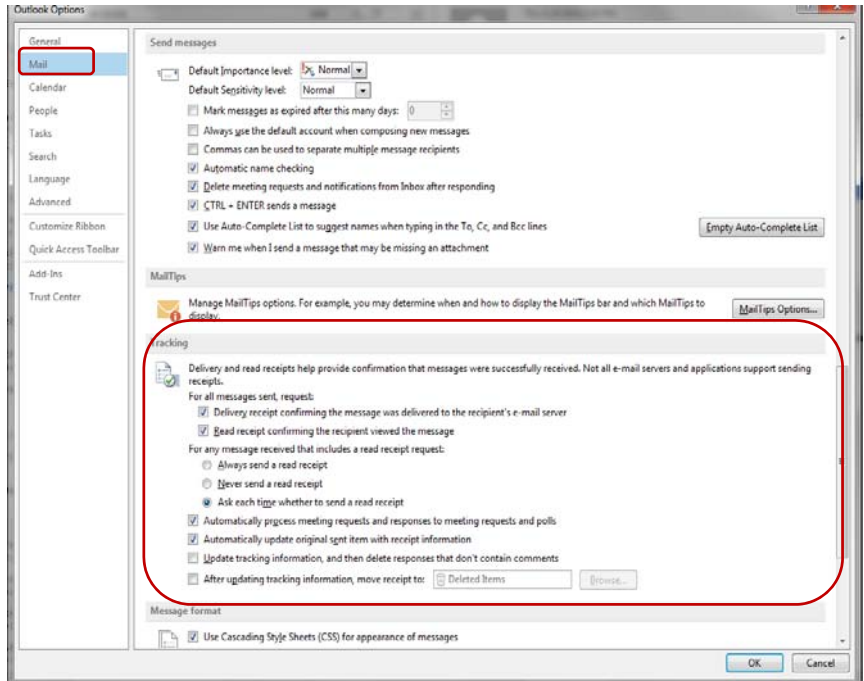 Outlook Options
General
Mail
Calendar
People
Tasks
Search
Language
Advanced
Customize Ribbon
Quick Access Toolbar
Add-Ins
Trust Center
Send messages
Default Importance level: Normal
Default Sensitivity level: Normal
Mark messages as expired after this many days: 0
Always use the default account when composing new messages
Commas can be used to separate multiple message recipients
Automatic name checking
Delete meeting requests and notifications from Inbox after responding
CTRL + ENTER sends a message
Use Auto-Complete List to suggest names when typing in the To, Cc, and Bcc lines Empty Auto-Complete List
Warn me when I send a message that may be missing an attachment
MailTips
Manage MailTips options. For example, you may determine when and how to display the MailTips bar and which MailTips to MailTips Options...
display.
Tracking
Delivery and read receipts help provide confirmation that messages were successfully received. Not all e-mail servers and applications support sending
receipts.
For all messages sent, request:
Delivery receipt confirming the message was delivered to the recipient's e-mail server
Read receipt confirming the recipient viewed the message
For any message received that includes a read receipt request:
Always send a read receipt
Never send a read receipt
Ask each time whether to send a read receipt
Automatically process meeting requests and responses to meeting requests and polls
Automatically update original sent item with receipt information
Update tracking information, and then delete responses that don't contain comments
After updating tracking information, move receipt to: Deleted Items Browse...
Message format
Use Cascading Style Sheets (CSS) for appearance of messages
OK Cancel